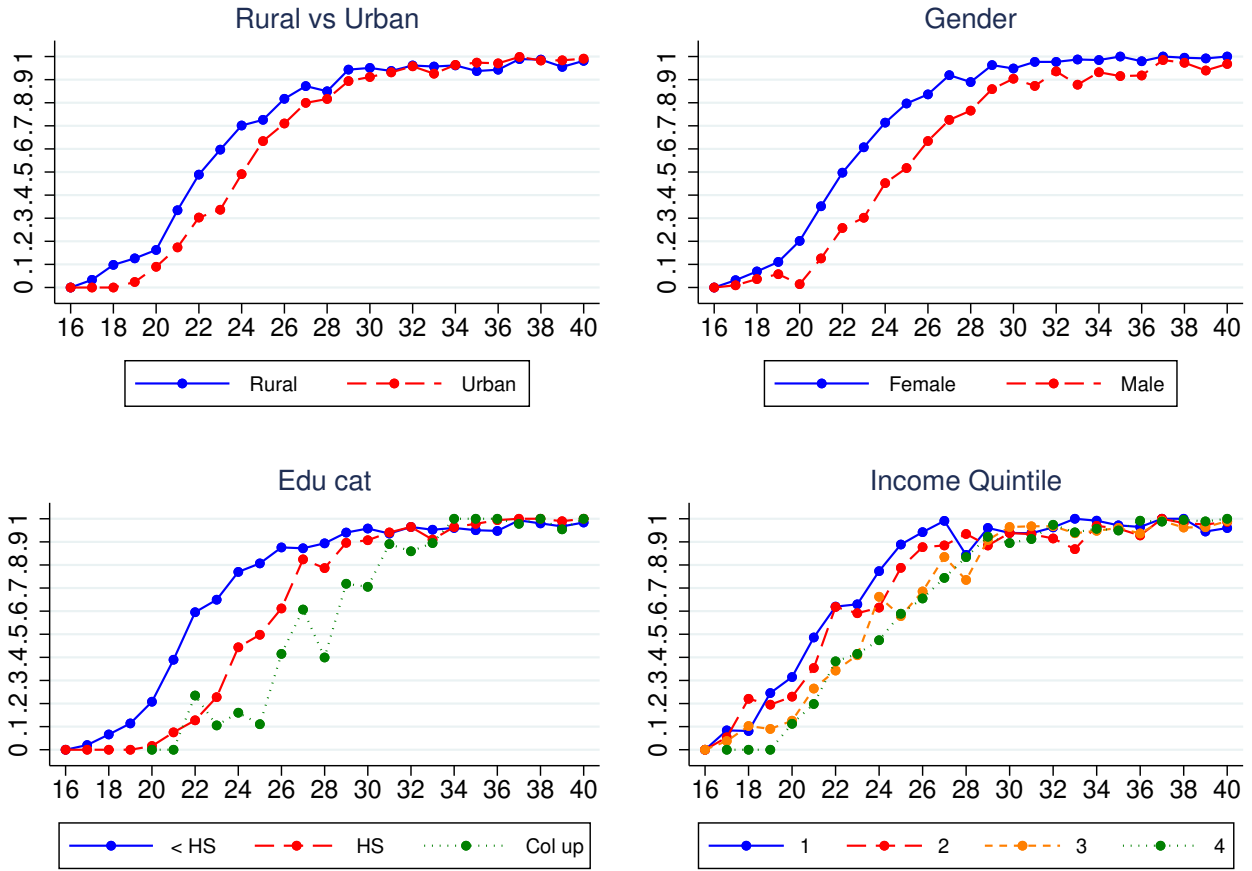 Rural vs Urban
0 .1 .2 .3 .4 .5 .6 .7 .8 .9 1
16 18 20 22 24 26 28 30 32 34 36 38 40
Rural Urban
Gender
0 .1 .2 .3 .4 .5 .6 .7 .8 .9 1
16 18 20 22 24 26 28 30 32 34 36 38 40
Female Male
Edu cat
0 .1 .2 .3 .4 .5 .6 .7 .8 .9 1
16 18 20 22 24 26 28 30 32 34 36 38 40
< HS HS Col up
Income Quintile
0 .1 .2 .3 .4 .5 .6 .7 .8 .9 1
16 18 20 22 24 26 28 30 32 34 36 38 40
1 2 3 4